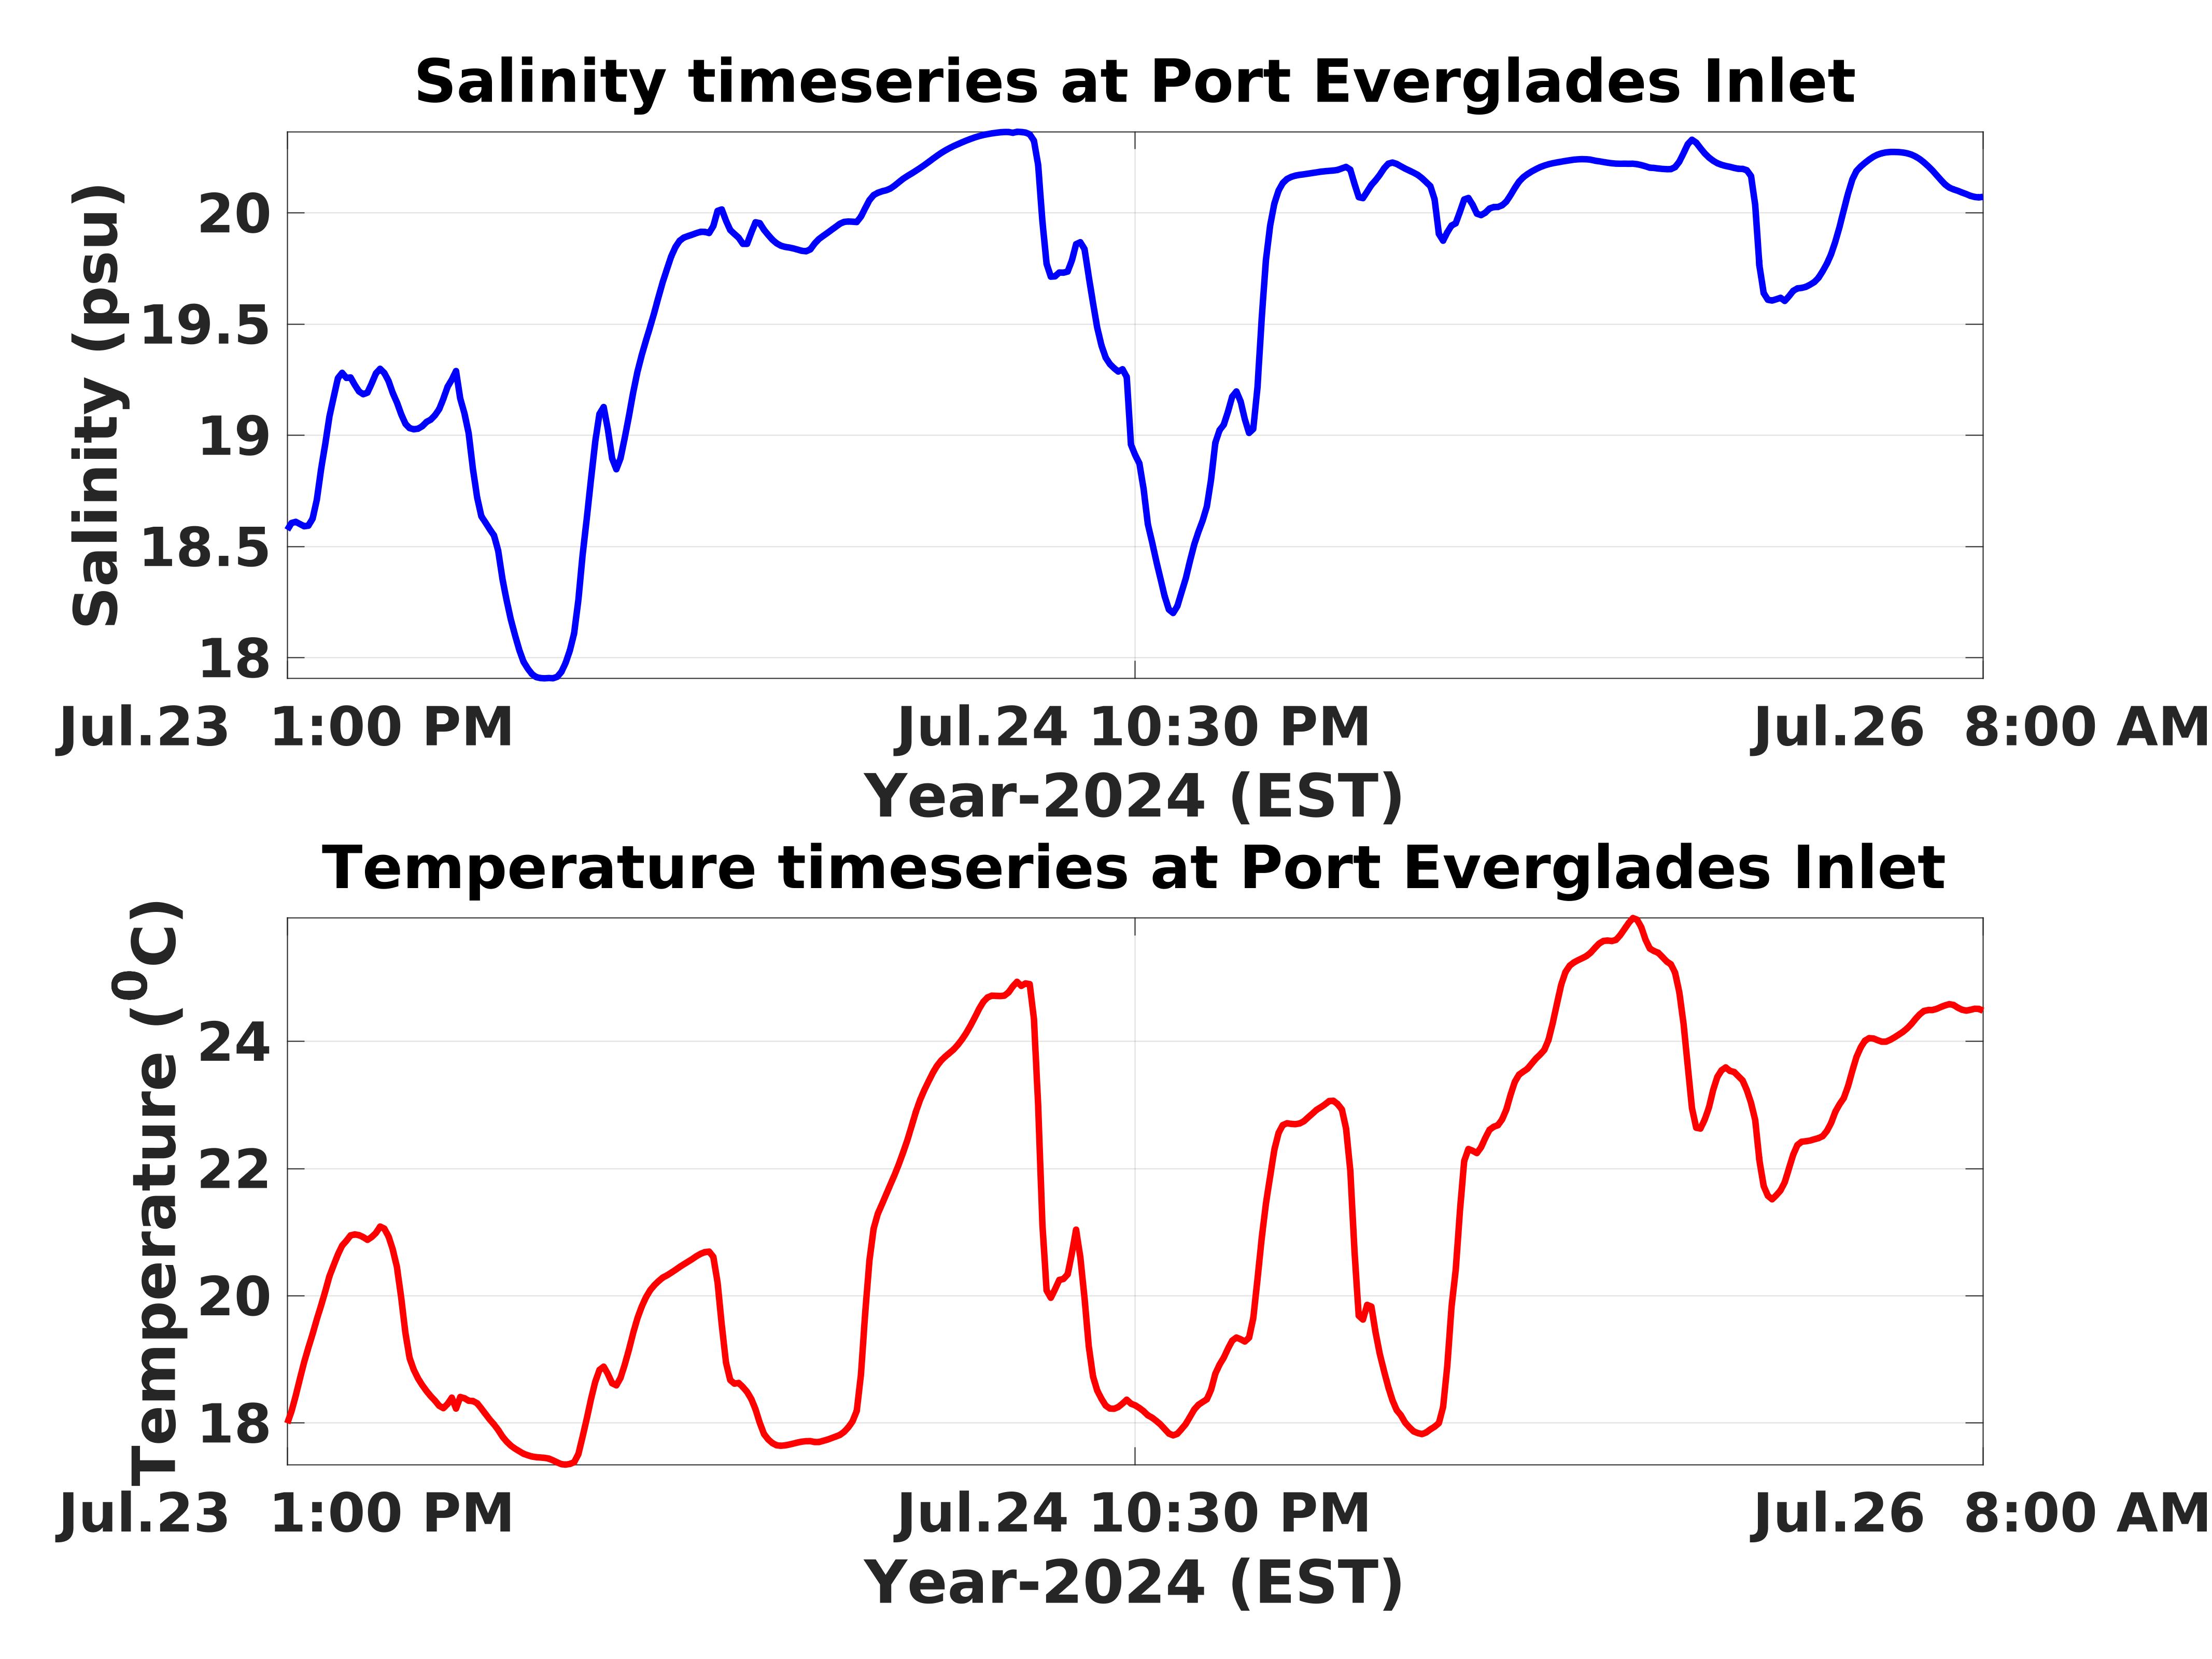 Salinity timeseries at Port Everglades Inlet
Salinity (psu)
20
19.5
19
18.5
18
Jul.23  1:00 PM
Jul.24 10:30 PM
Jul.26  8:00 AM
Year-2024 (EST)
Temperature timeseries at Port Everglades Inlet
Temperature (⁰C)
24
22
20
18
Jul.23  1:00 PM
Jul.24 10:30 PM
Jul.26  8:00 AM
Year-2024 (EST)